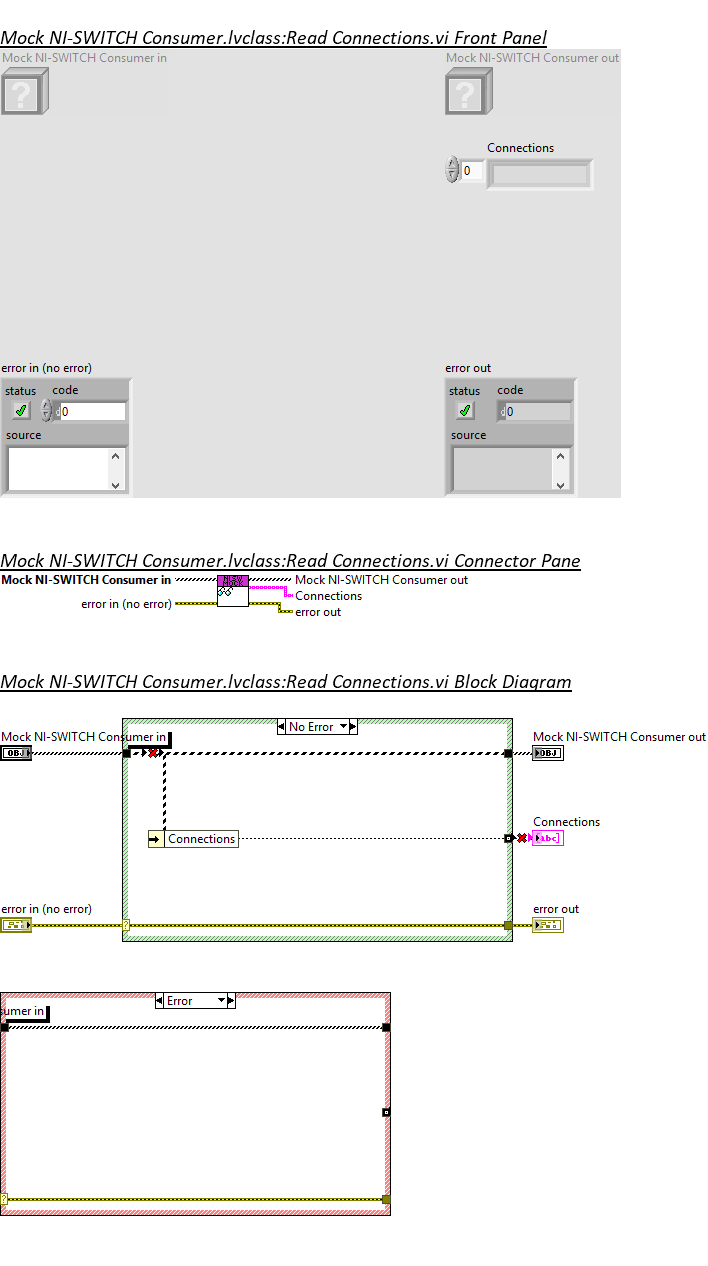 Mock NI-SWITCH Consumer.lvclass:Read Connections.vi Front Panel
Mock NI-SWITCH Consumer in
Mock NI-SWITCH Consumer out
?
?
Connections
0
error in (no error)
error out
status code
status code
d 0
d 0
source
source
Mock NI-SWITCH Consumer.lvclass:Read Connections.vi Connector Pane
Mock NI-SWITCH Consumer in
NI-SW
MOCK
Mock NI-SWITCH Consumer out
Connections
error in (no error)
error out
Mock NI-SWITCH Consumer.lvclass:Read Connections.vi Block Diagram
No Error
Mock NI-SWITCH Consumer in
Mock NI-SWITCH Consumer out
OBJ
OBJ
Connections
Connections
abc
error in (no error)
error out
?
Error
sumer in
?